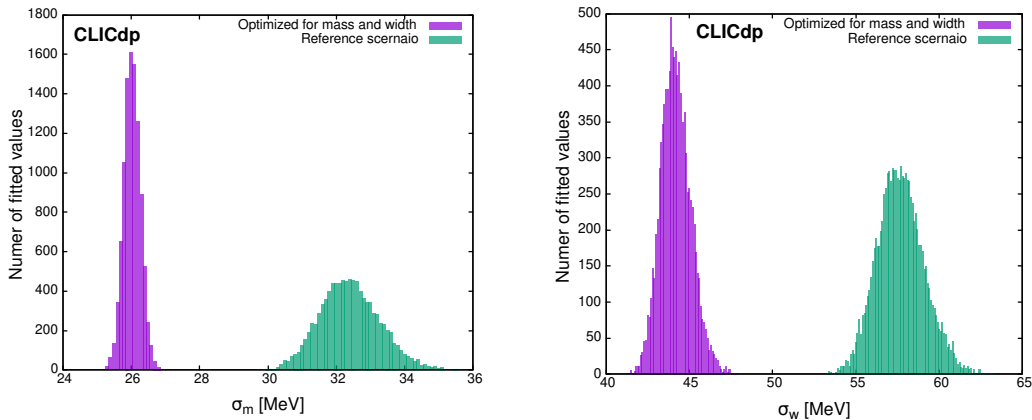 CLICdp
Optimized for mass and width
Reference scernaio
Numer of fitted values
1800
1600
1400
1200
1000
800
600
400
200
0
24 26 28 30 32 34 36
σm [MeV]
CLICdp
Optimized for mass and width
Reference scernaio
Numer of fitted values
500
450
400
350
300
250
200
150
100
50
0
40 45 50 55 60 65
σw [MeV]